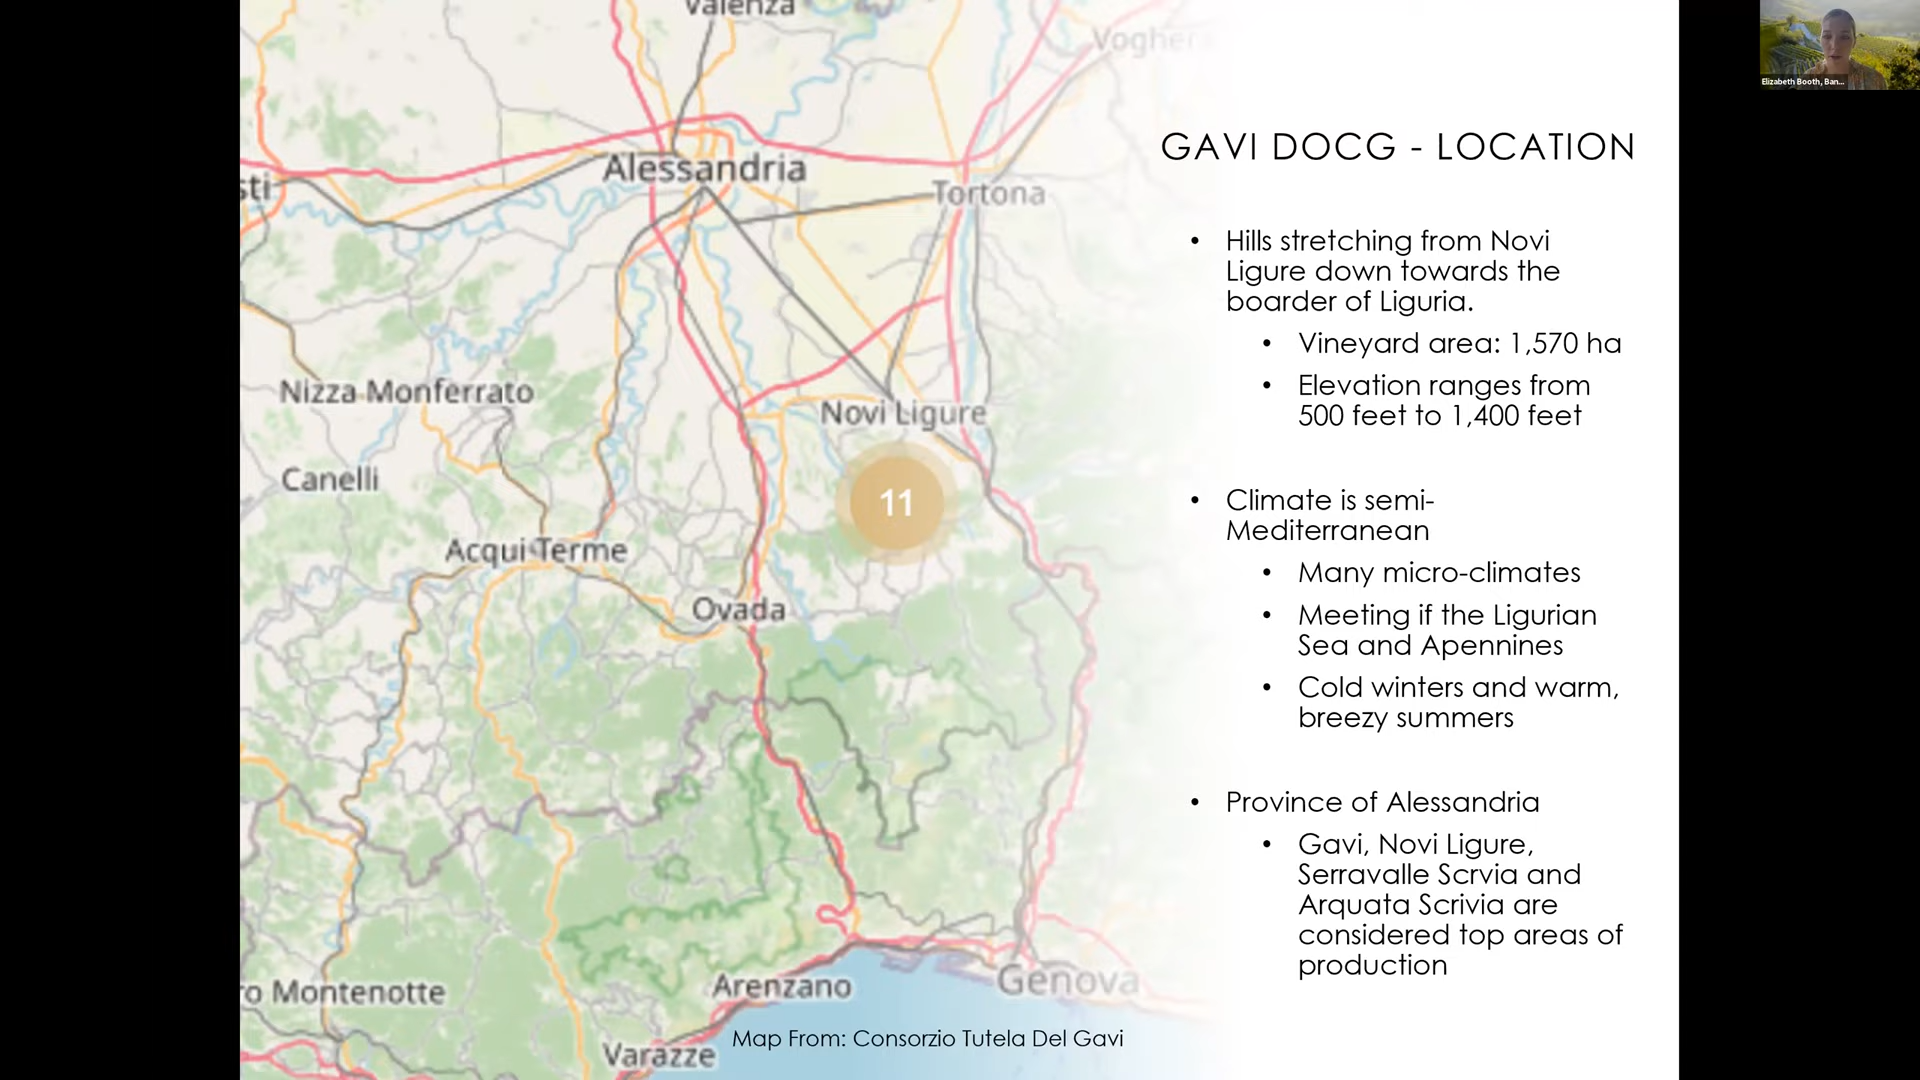 Valenza
Voghera
Alessandria
Tortona
sti
Nizza Monferrato
Novi Ligure
Canelli
11
Acqui Terme
Ovada
o Montenotte
Arenzano
Genova
Varazze
Map From: Consorzio Tutela Del Gavi
GAVI DOCG - LOCATION
• Hills stretching from Novi
Ligure down towards the
boarder of Liguria.
• Vineyard area: 1,570 ha
• Elevation ranges from
500 feet to 1,400 feet
• Climate is semi-
Mediterranean
• Many micro-climates
• Meeting if the Ligurian
Sea and Apennines
• Cold winters and warm,
breezy summers
• Province of Alessandria
• Gavi, Novi Ligure,
Serravalle Scrvia and
Arquata Scrivia are
considered top areas of
production
Elizabeth Booth, Ban...